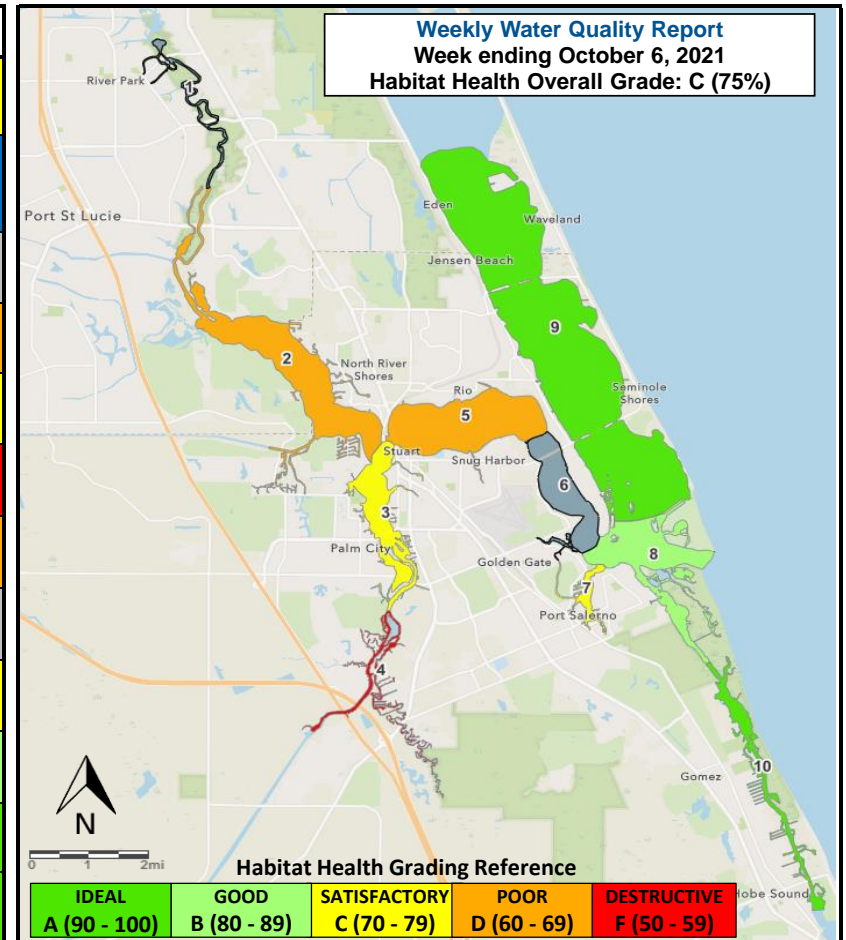 Weekly Water Quality Report
Week ending October 6, 2021
Habitat Health Overall Grade: C (75%)
River Park
1
Port St Lucie
Eden
Waveland
Jensen Beach
9
2
North River
Shores
Rio
5
Seminole
Shores
Stuart
Snug Harbor
6
3
Palm City
Golden Gate
8
7
Port Salerno
4
10
Gomez
N
0 1 2mi
Hobe Sound
Habitat Health Grading Reference
IDEAL GOOD SATISFACTORY POOR DESTRUCTIVE
A (90 - 100) B (80 - 89) C (70 - 79) D (60 - 69) F (50 - 59)